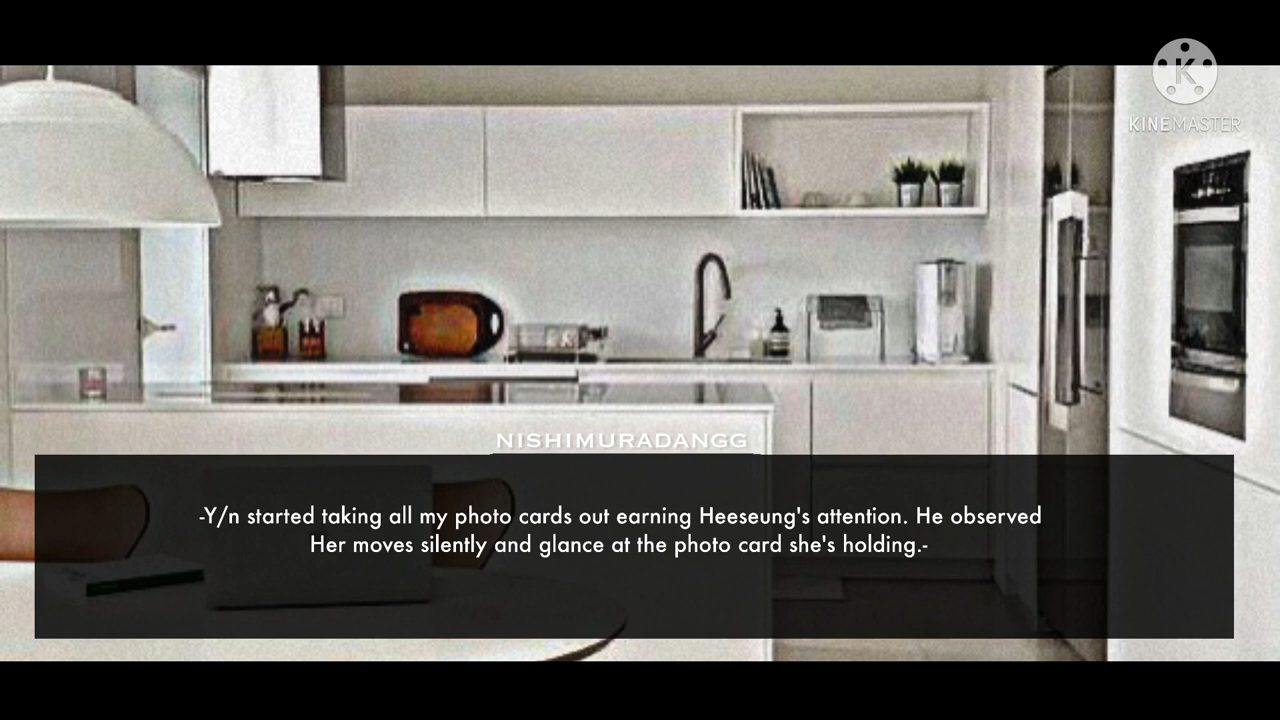 K
KINEMASTER
NISHIMURADANGG
-Y/n started taking all my photo cards out earning Heeseung's attention. He observed
Her moves silently and glance at the photo card she's holding.-